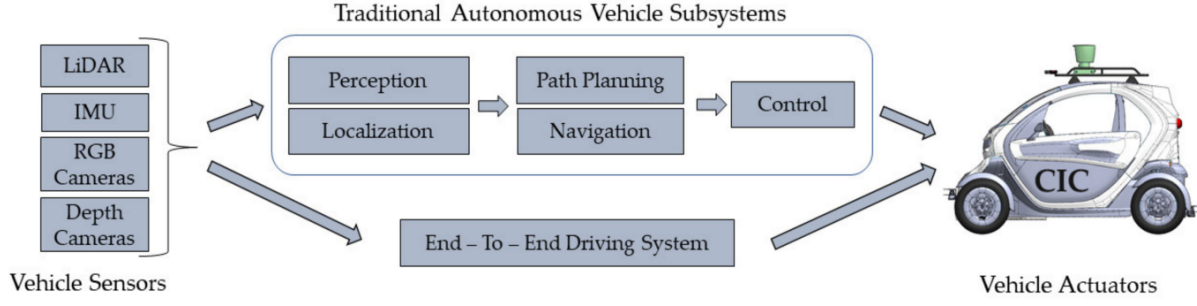 Traditional Autonomous Vehicle Subsystems
LiDAR
IMU
RGB
Cameras
Depth
Cameras
Vehicle Sensors
Perception
Localization
Path Planning
Navigation
Control
End – To – End Driving System
CIC
Vehicle Actuators